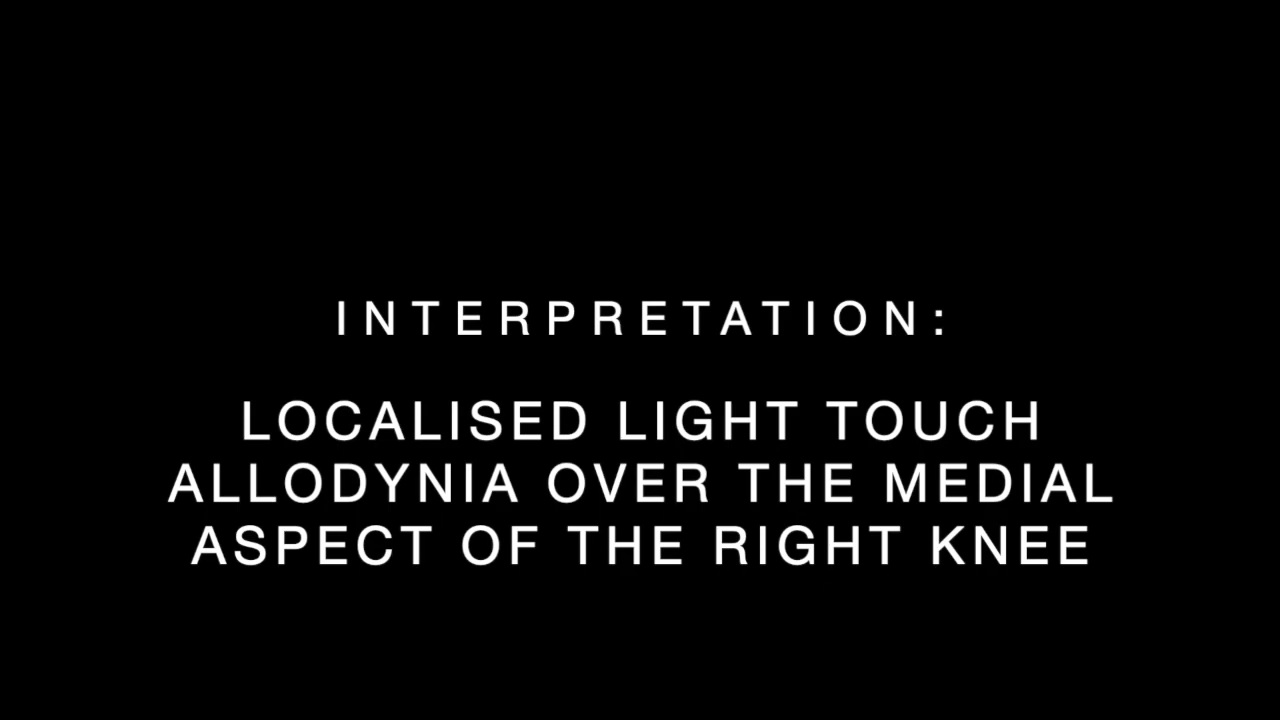 INTERPRETATION:
LOCALISED LIGHT TOUCH
ALLODYNIA OVER THE MEDIAL
ASPECT OF THE RIGHT KNEE